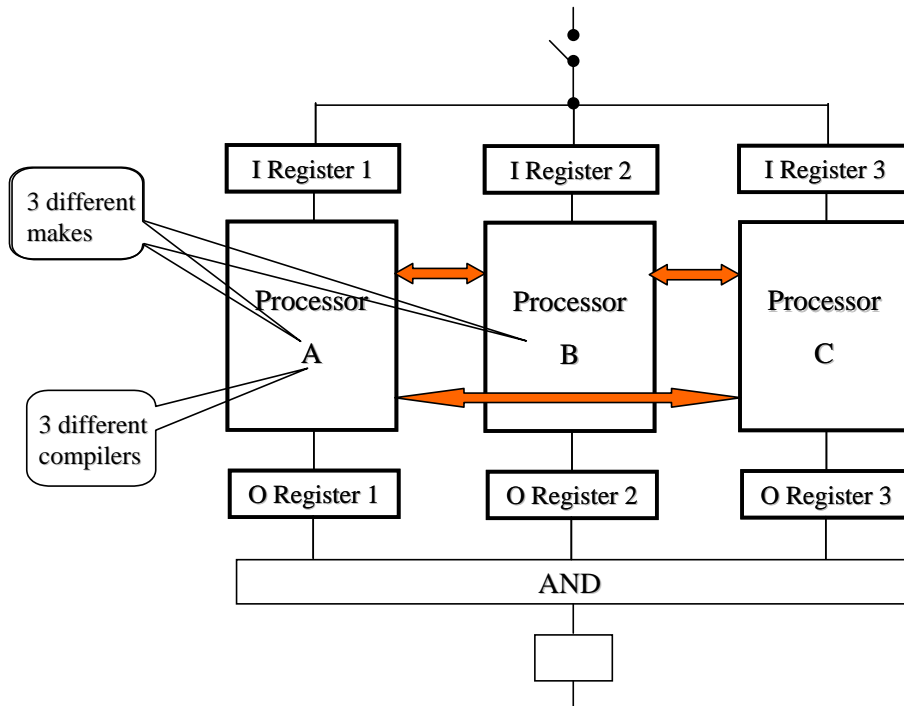 I Register 1
I Register 2
I Register 3
3 different
makes
Processor
A
Processor
B
Processor
C
3 different
compilers
O Register 1
O Register 2
O Register 3
AND